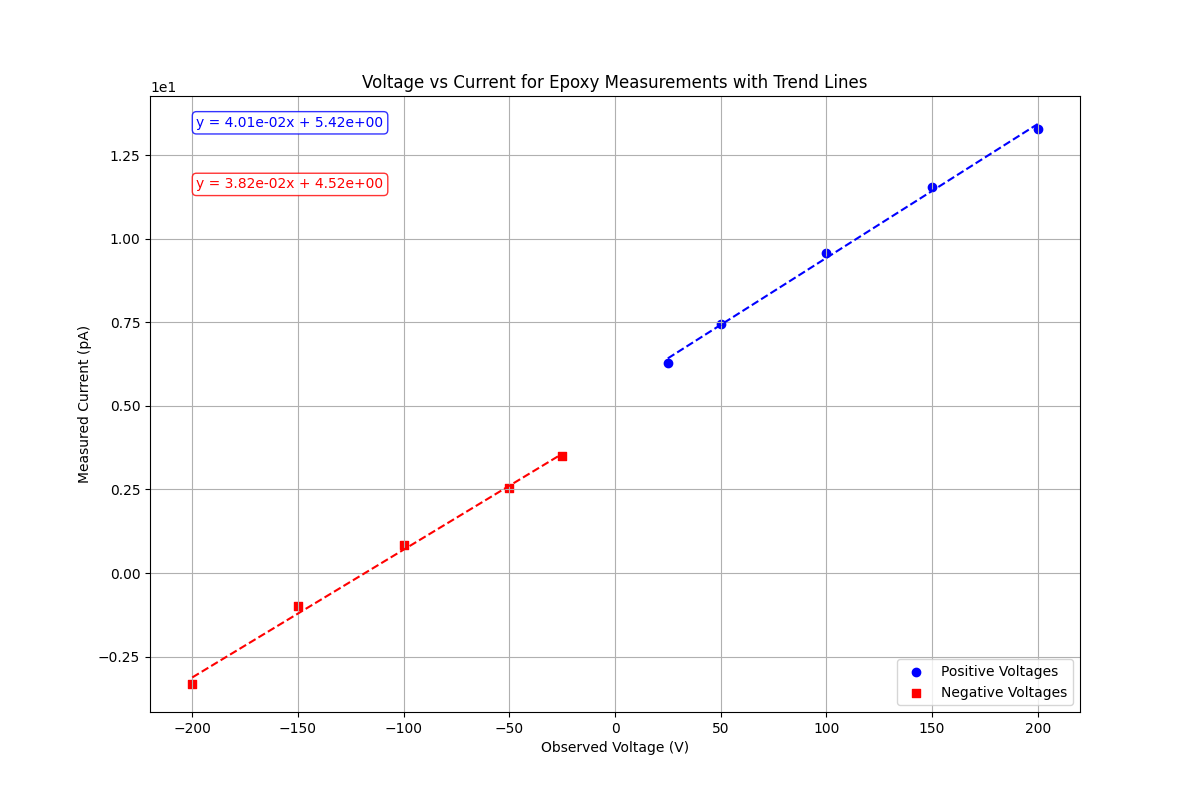 Voltage vs Current for Epoxy Measurements with Trend Lines
1e1
y = 4.01e-02x + 5.42e+00
y = 3.82e-02x + 4.52e+00
1.25
1.00
0.75
0.50
0.25
0.00
−0.25
Measured Current (pA)
Positive Voltages
Negative Voltages
−200 −150 −100 −50 0 50 100 150 200
Observed Voltage (V)